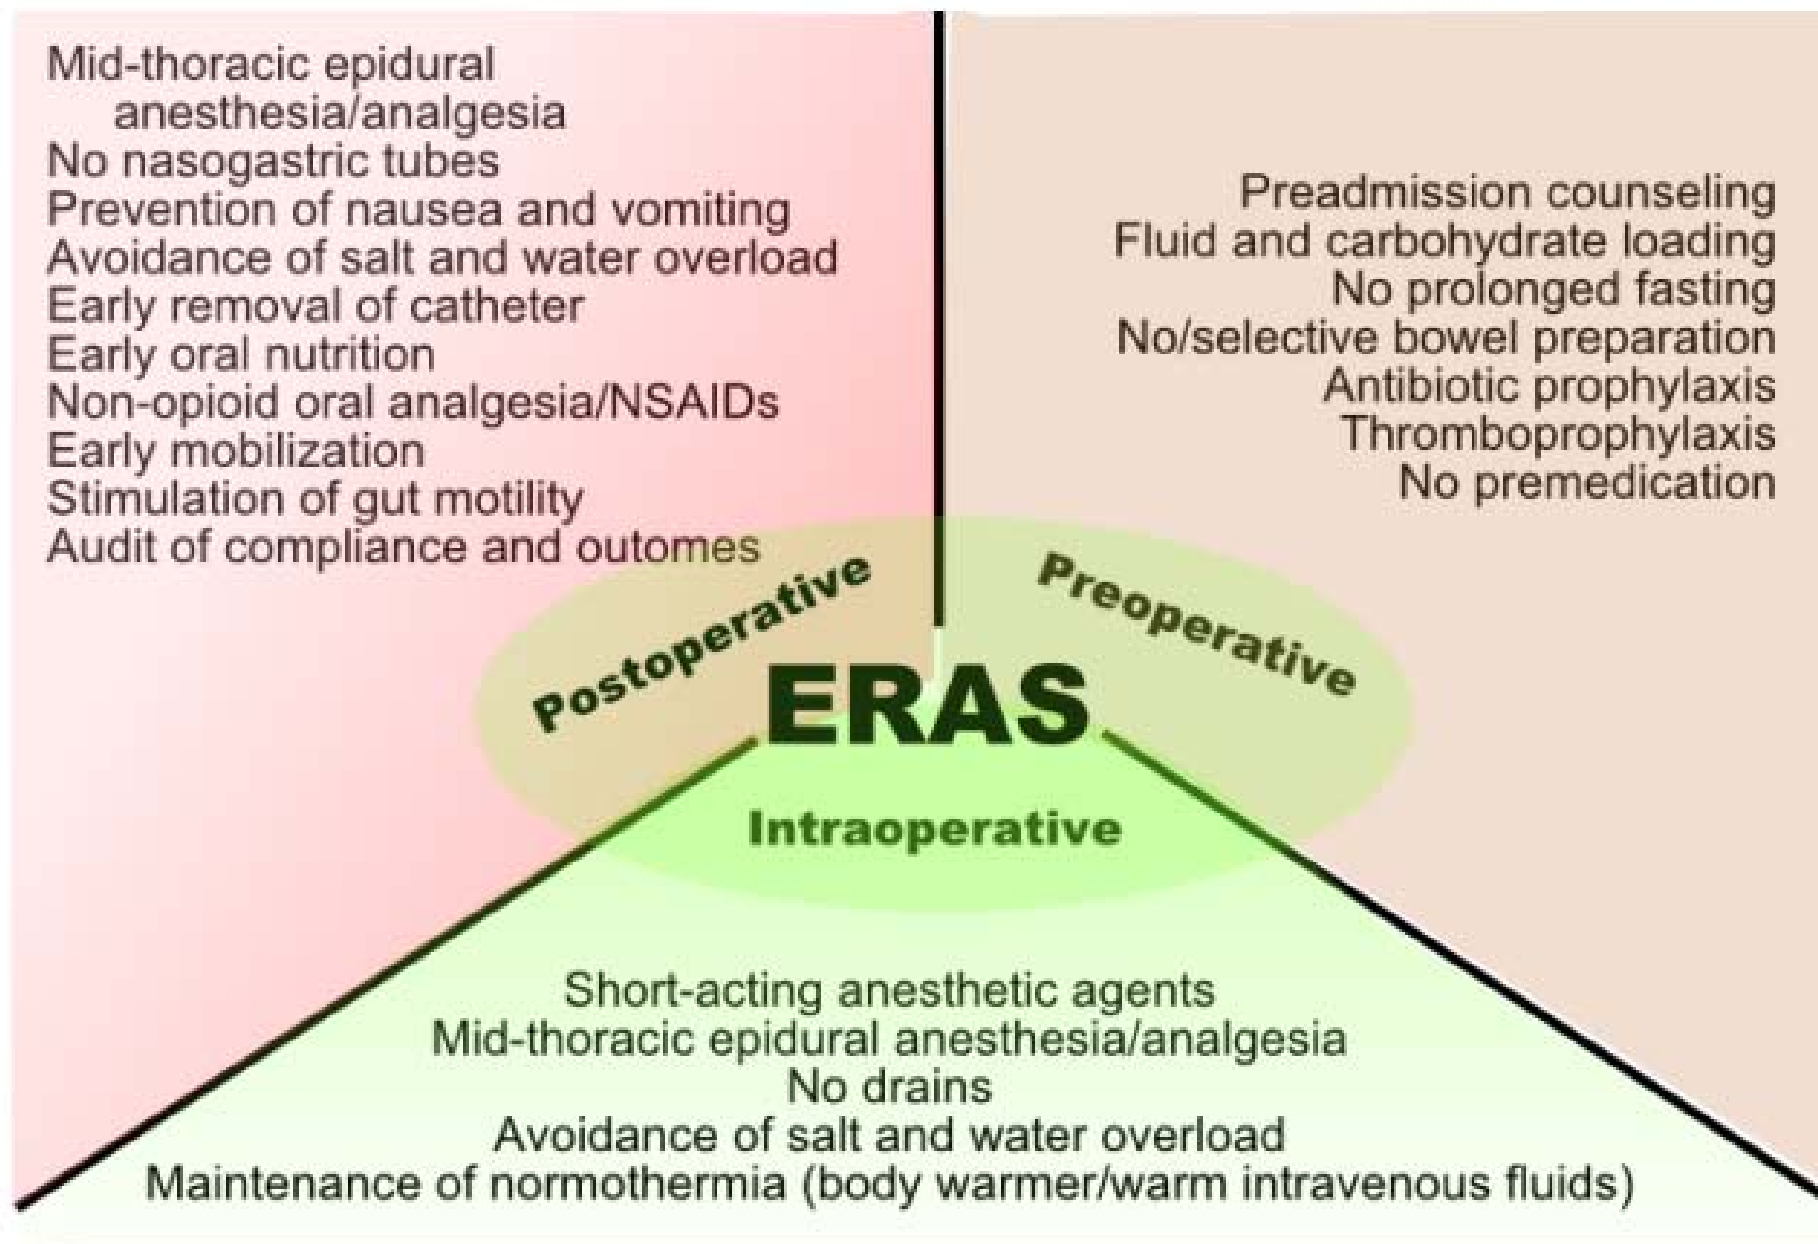 Mid-thoracic epidural
anesthesia/analgesia
No nasogastric tubes
Prevention of nausea and vomiting
Avoidance of salt and water overload
Early removal of catheter
Early oral nutrition
Non-opioid oral analgesia/NSAIDs
Early mobilization
Stimulation of gut motility
Audit of compliance and outomes
Preadmission counseling
Fluid and carbohydrate loading
No prolonged fasting
No/selective bowel preparation
Antibiotic prophylaxis
Thromboprophylaxis
No premedication
Postoperative
Preoperative
ERAS
Intraoperative
Short-acting anesthetic agents
Mid-thoracic epidural anesthesia/analgesia
No drains
Avoidance of salt and water overload
Maintenance of normothermia (body warmer/warm intravenous fluids)